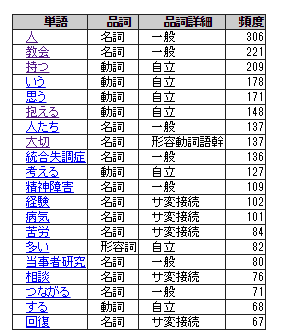 単語 品詞 品詞詳細 頻度
人 名詞 一般 306
教会 名詞 一般 221
持つ 動詞 自立 209
いう 動詞 自立 178
思う 動詞 自立 171
抱える 動詞 自立 148
人たち 名詞 一般 137
大切 名詞 形容動詞語幹 137
統合失調症 名詞 一般 136
考える 動詞 自立 127
精神障害 名詞 一般 109
経験 名詞 サ変接続 102
病気 名詞 サ変接続 101
苦労 名詞 サ変接続 84
多い 形容詞 自立 82
当事者研究 名詞 一般 80
相談 名詞 サ変接続 76
つながる 名詞 一般 71
する 動詞 自立 68
回復 名詞 サ変接続 67